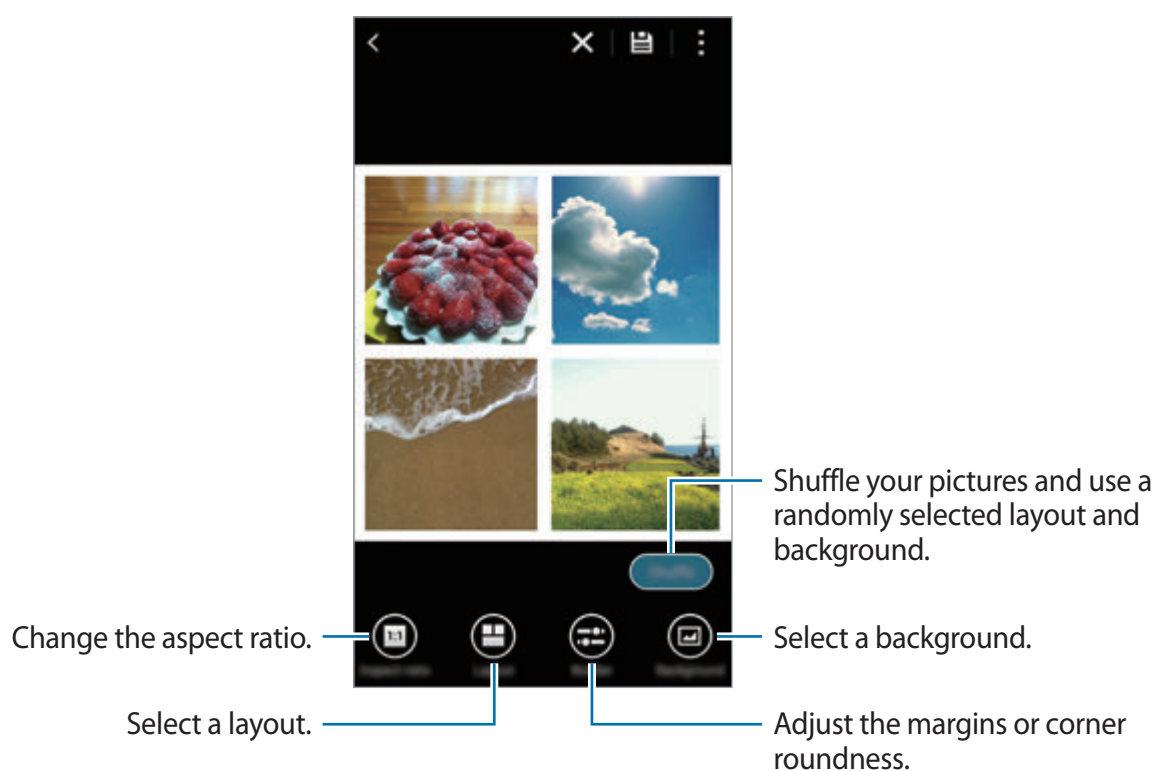 Shuffle your pictures and use a
randomly selected layout and
background.
1:1
Change the aspect ratio.
Select a background.
Select a layout.
Adjust the margins or corner
roundness.